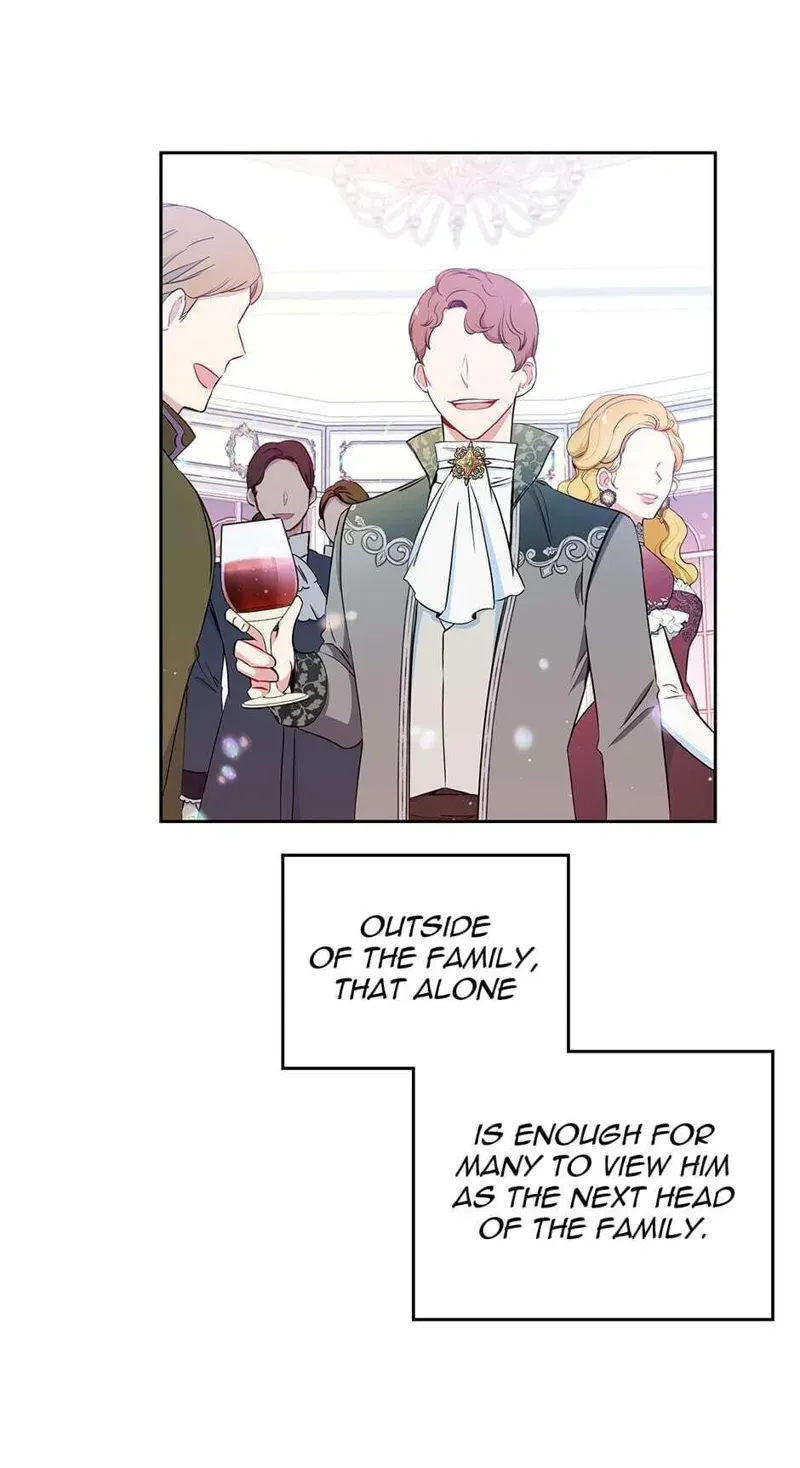 OUTSIDE
OF THE FAMILY,
THAT ALONE
IS ENOUGH FOR
MANY TO VIEW HIM
AS THE NEXT HEAD
OF THE FAMILY.